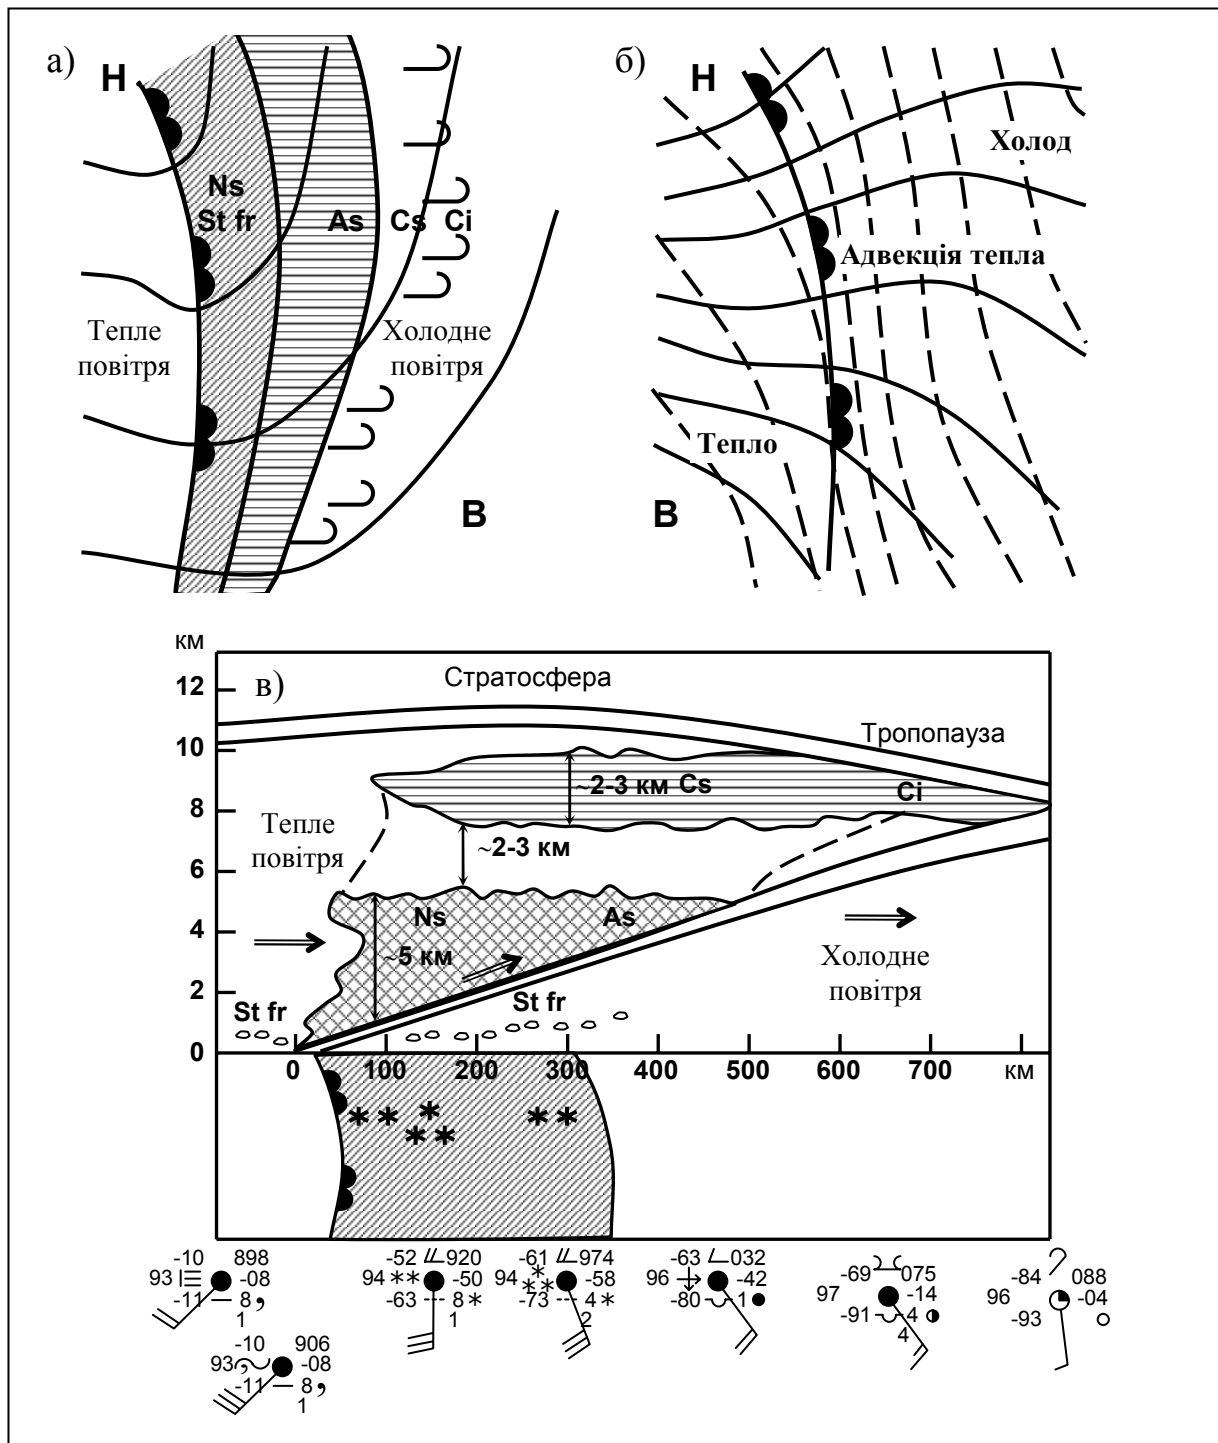 а)
Н
Ns
St fr
As
Cs
Ci
Тепле
повітря
Холодне
повітря
В
б)
Н
Холод
Адвекція тепла
Тепло
В
км
12
10
8
6
4
2
0
в)
Стратосфера
Тропопауза
~2-3 км Cs
Ci
Тепле
повітря
~2-3 км
Ns
As
~5 км
St fr
St fr
Холодне
повітря
0 100 200 300 400 500 600 700 км
-10 898
93 -08
-11 8
1
-10 906
93 -08
-11 8
1
-52 920
94 -50
-63 8
1
-61 974
94 -58
-73 4
2
-63 032
96 -42
-80 1
-69 075
97 -14
-91 4
4
-84 088
96 -04
-93